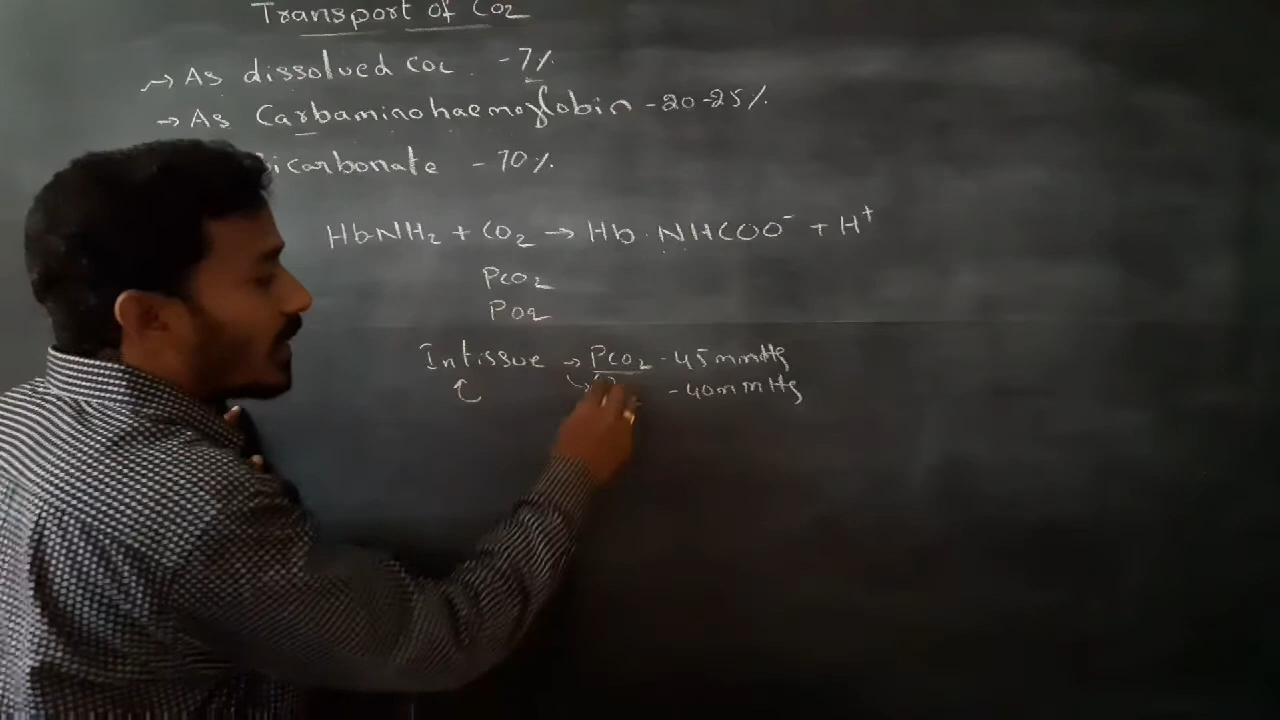 Transport of CO2
→ As dissolved CO2 - 7%
→ As Carbaminohaemoglobin - 20-25%
Bicarbonate - 70%
HbNH2 + CO2 → Hb.NHCOO⁻ + H⁺
PCO2
PO2
In tissue → PCO2 - 45mmHg
↳ - 40mmHg